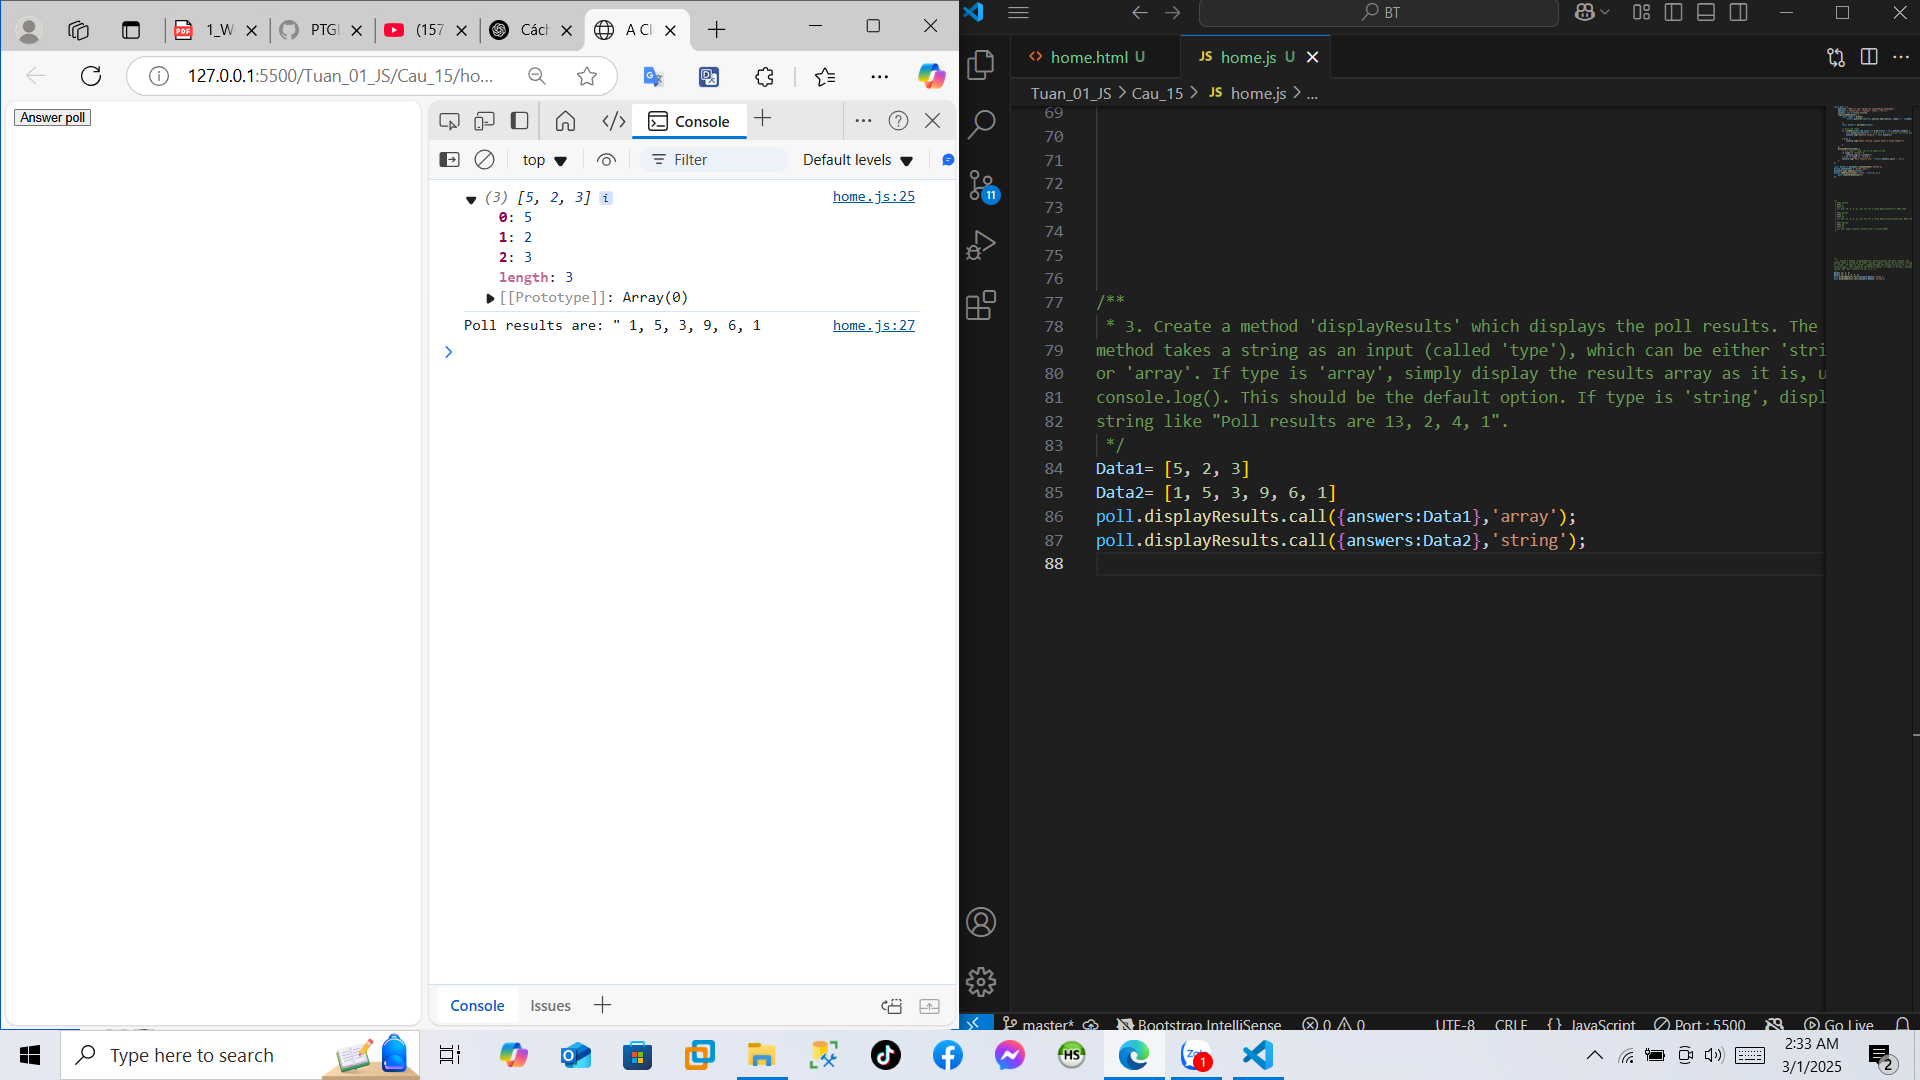 1_W
PTGI
(157
Các
A Cl
127.0.0.1:5500/Tuan_01_JS/Cau_15/ho...
Answer poll
Console
top
Filter
Default levels
(3) [5, 2, 3]
home.js:25
0: 5
1: 2
2: 3
length: 3
[[Prototype]]: Array(0)
Poll results are: " 1, 5, 3, 9, 6, 1
home.js:27
Console
Issues
BT
home.html U
home.js U
Tuan_01_JS > Cau_15 > JS home.js > ...
11
69
70
71
72
73
74
75
76
77 /**
78 * 3. Create a method 'displayResults' which displays the poll results. The
79 method takes a string as an input (called 'type'), which can be either 'stri
80 or 'array'. If type is 'array', simply display the results array as it is, u
81 console.log(). This should be the default option. If type is 'string', displ
82 string like "Poll results are 13, 2, 4, 1".
83 */
84 Data1= [5, 2, 3]
85 Data2= [1, 5, 3, 9, 6, 1]
86 poll.displayResults.call({answers:Data1},'array');
87 poll.displayResults.call({answers:Data2},'string');
88
master*
Bootstrap IntelliSense
0
0
UTF-8
CRLF
{} JavaScript
Port : 5500
Go Live
Type here to search
HS
1
2:33 AM
3/1/2025
2